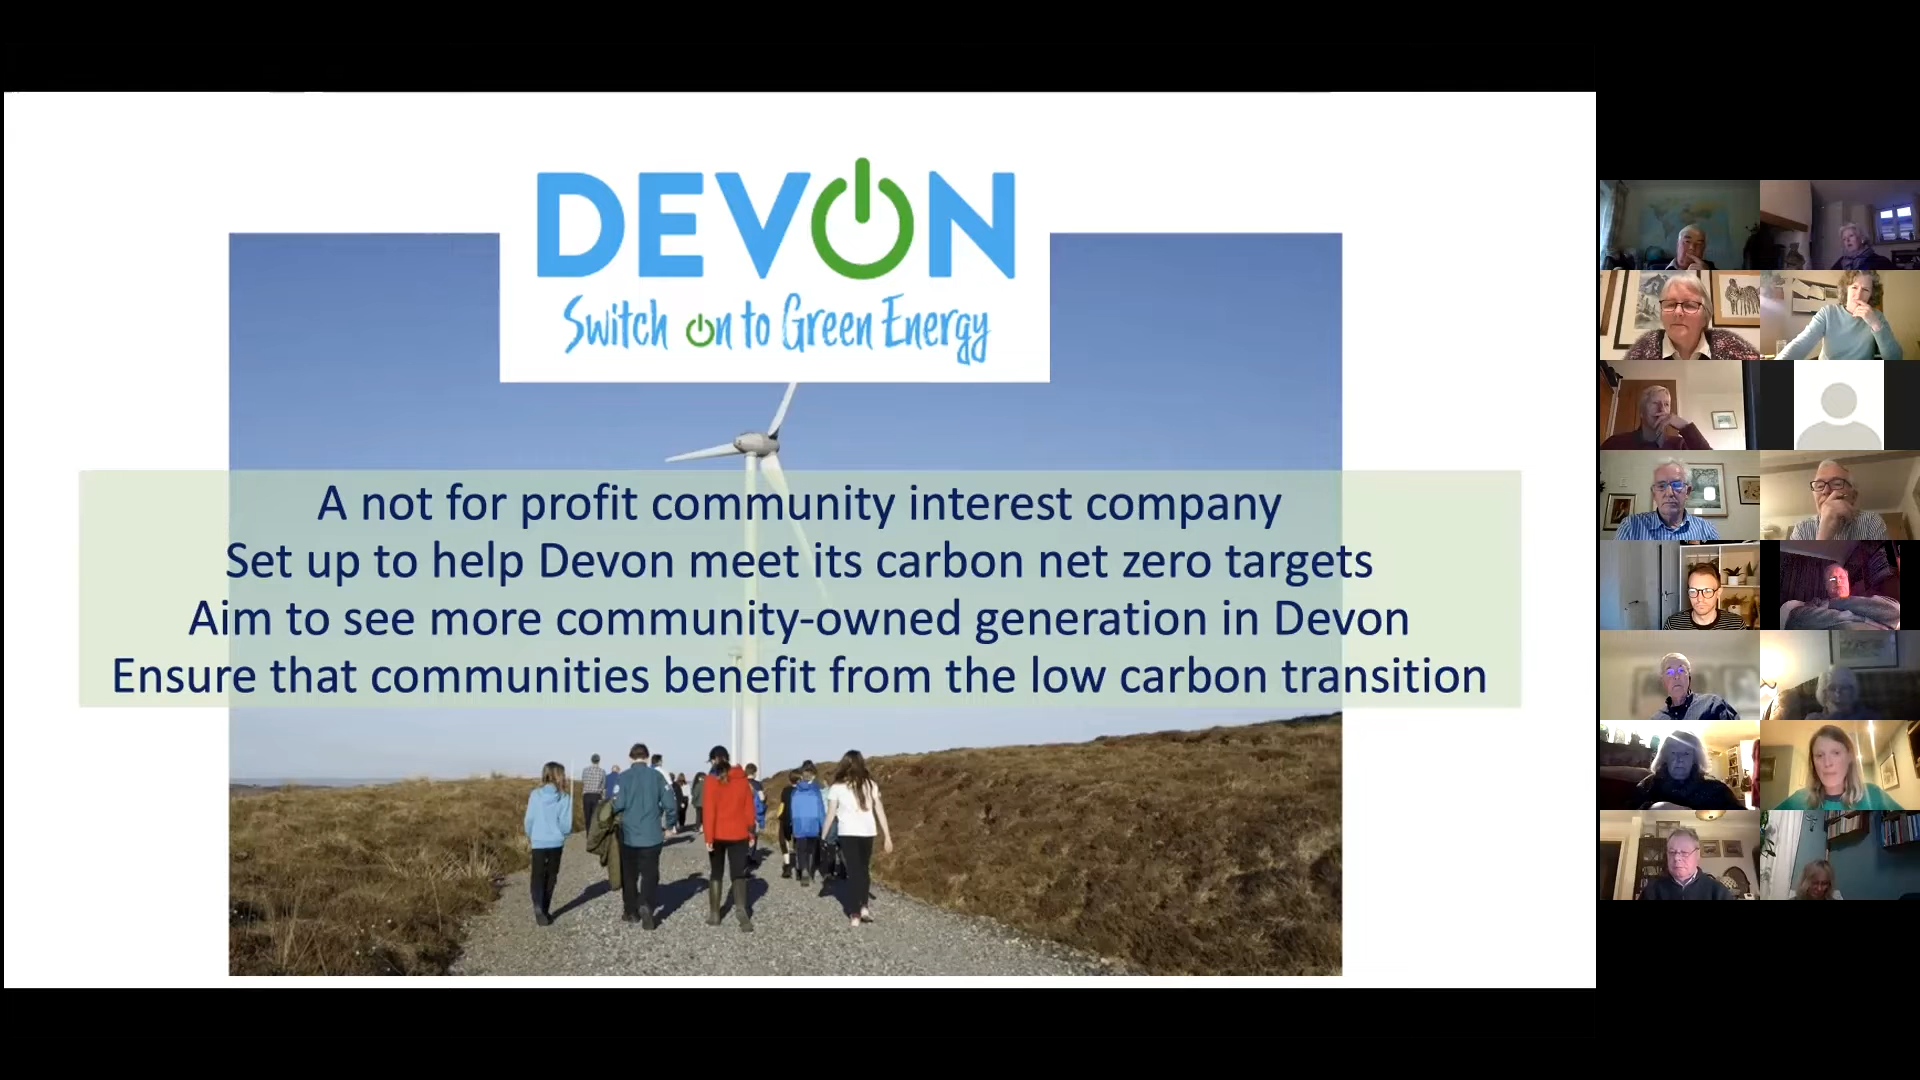 DEVON
Switch on to Green Energy
A not for profit community interest company
Set up to help Devon meet its carbon net zero targets
Aim to see more community-owned generation in Devon
Ensure that communities benefit from the low carbon transition